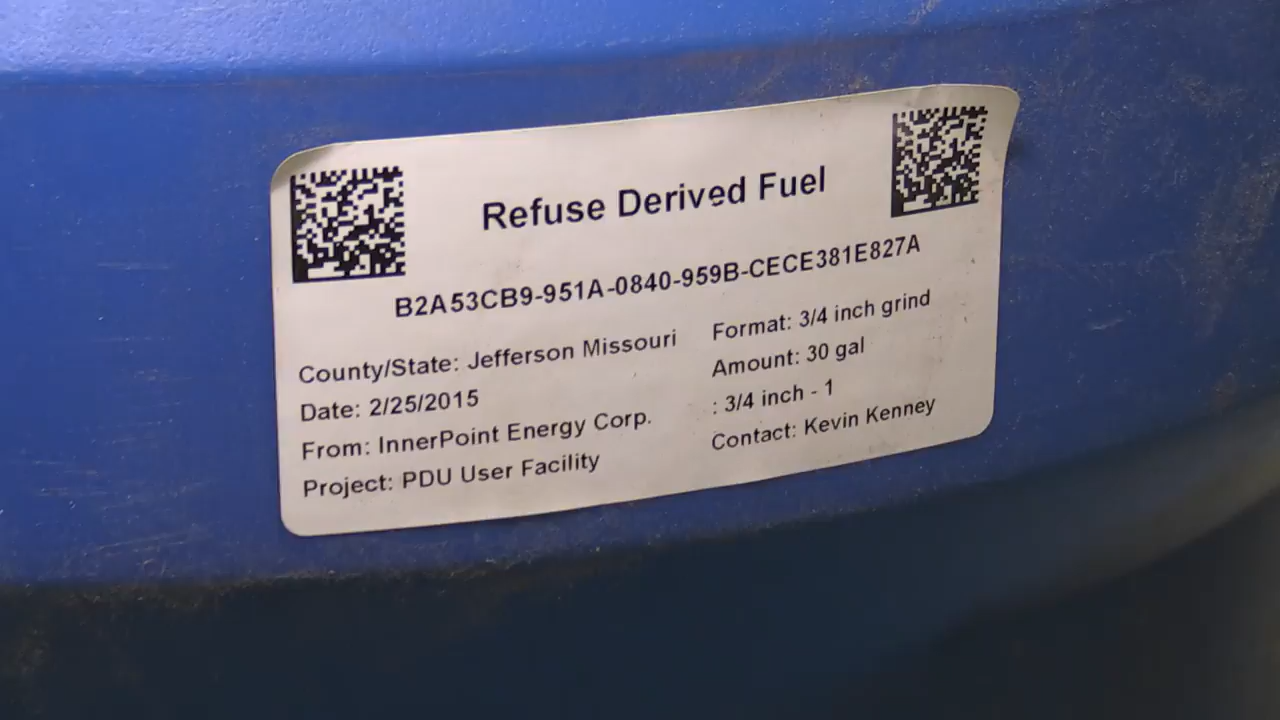 Refuse Derived Fuel
B2A53CB9-951A-0840-959B-CECE381E827A
County/State: Jefferson Missouri
Date: 2/25/2015
From: InnerPoint Energy Corp.
Project: PDU User Facility
Format: 3/4 inch grind
Amount: 30 gal
: 3/4 inch - 1
Contact: Kevin Kenney